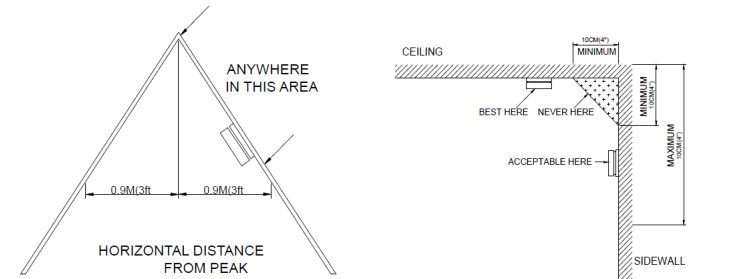 ANYWHERE
IN THIS AREA
0.9M(3ft
0.9M(3ft
HORIZONTAL DISTANCE
FROM PEAK
CEILING
10CM(4")
MINIMUM
BEST HERE
NEVER HERE
MINIMUM
10CM(4")
ACCEPTABLE HERE
MAXIMUM
10CM(4")
SIDEWALL